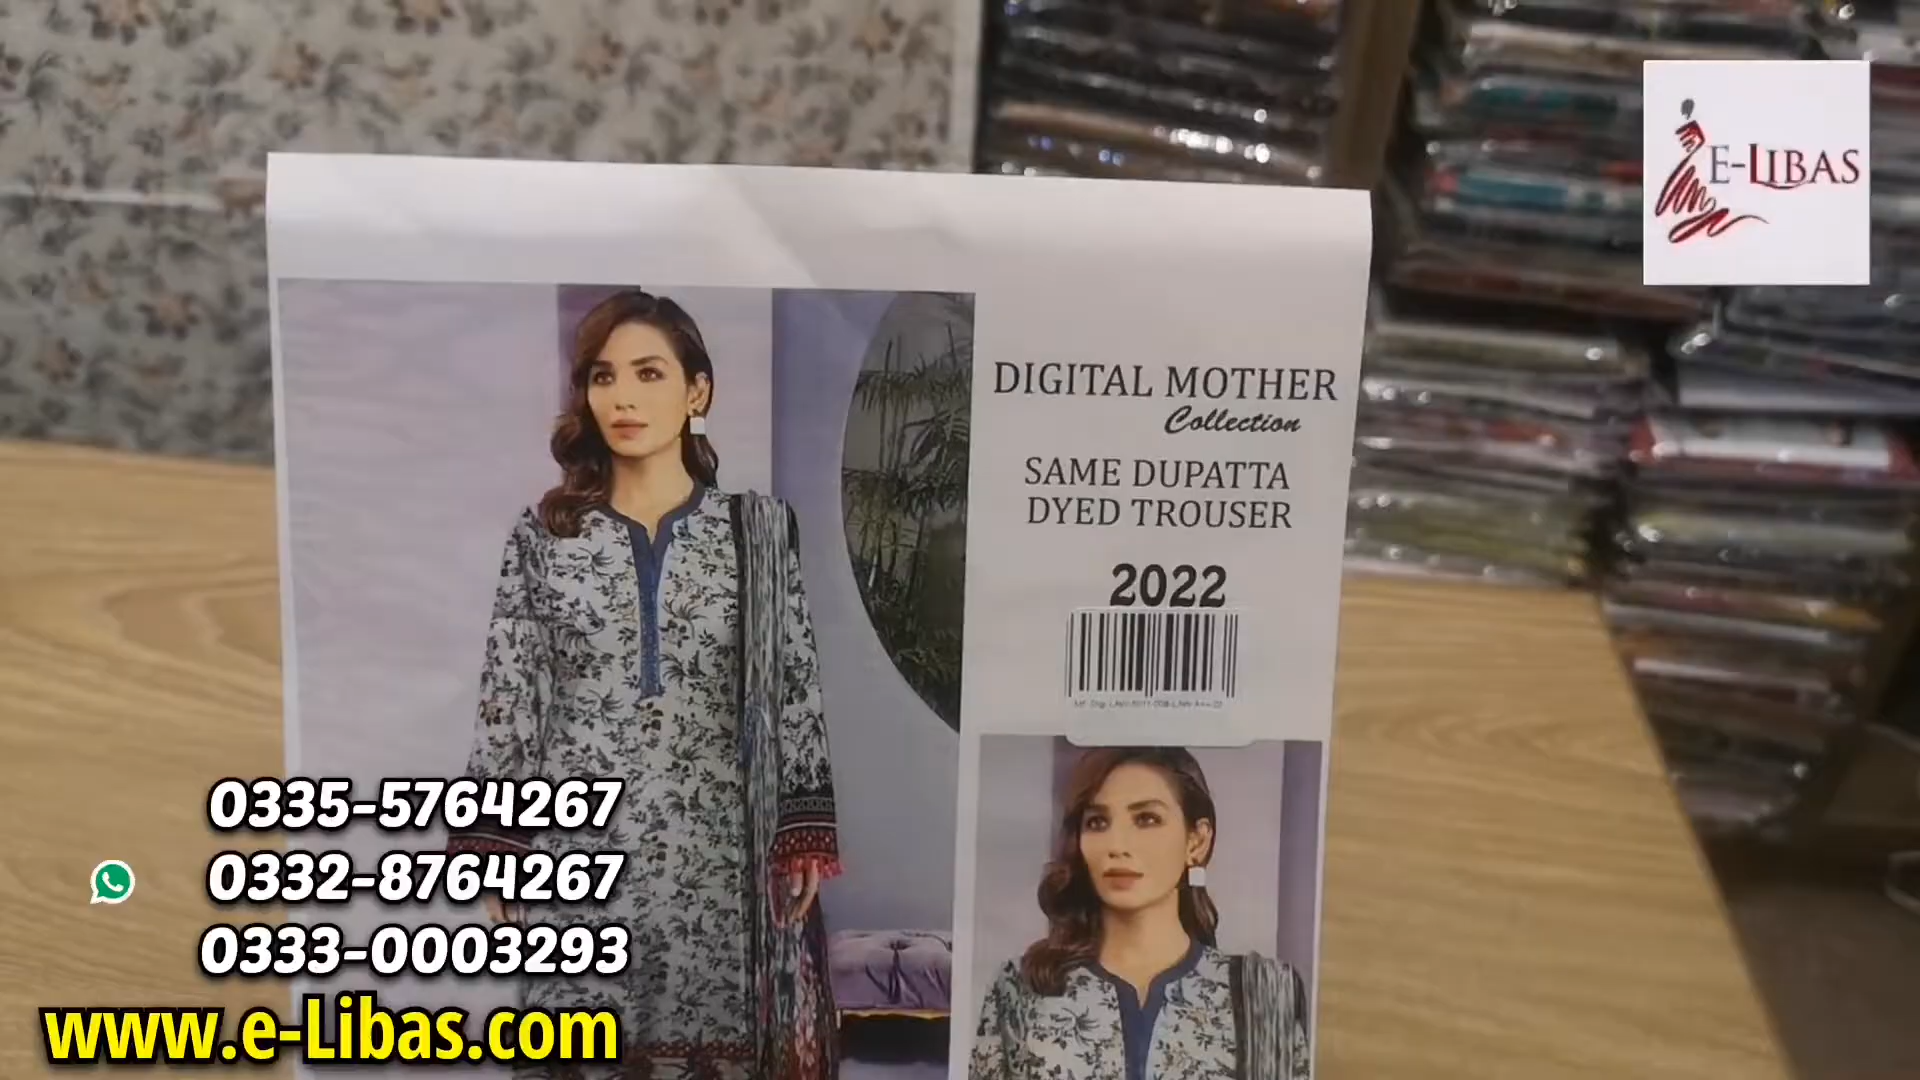 E-LIBAS
DIGITAL MOTHER
Collection
SAME DUPATTA
DYED TROUSER
2022
0335-5764267
0332-8764267
0333-0003293
www.e-Libas.com